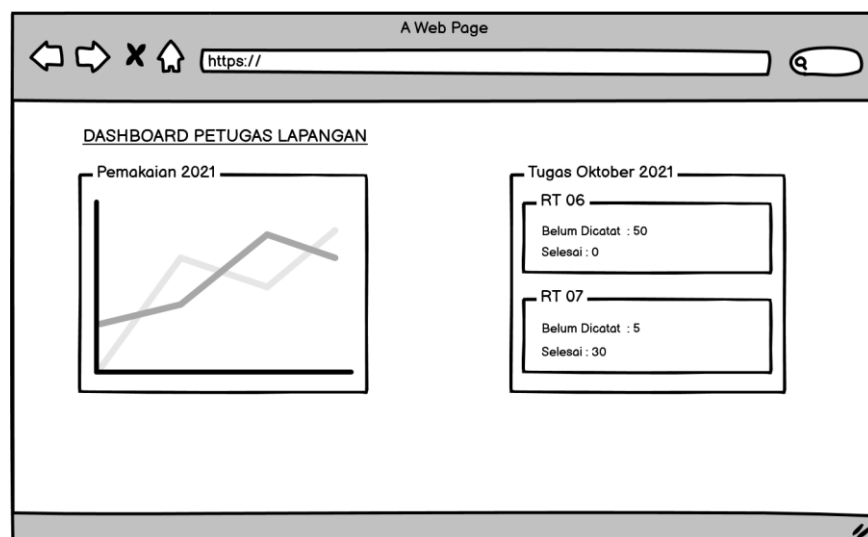 A Web Page
https://
DASHBOARD PETUGAS LAPANGAN
Pemakaian 2021
Tugas Oktober 2021
RT 06
Belum Dicatat : 50
Selesai : 0
RT 07
Belum Dicatat : 5
Selesai : 30